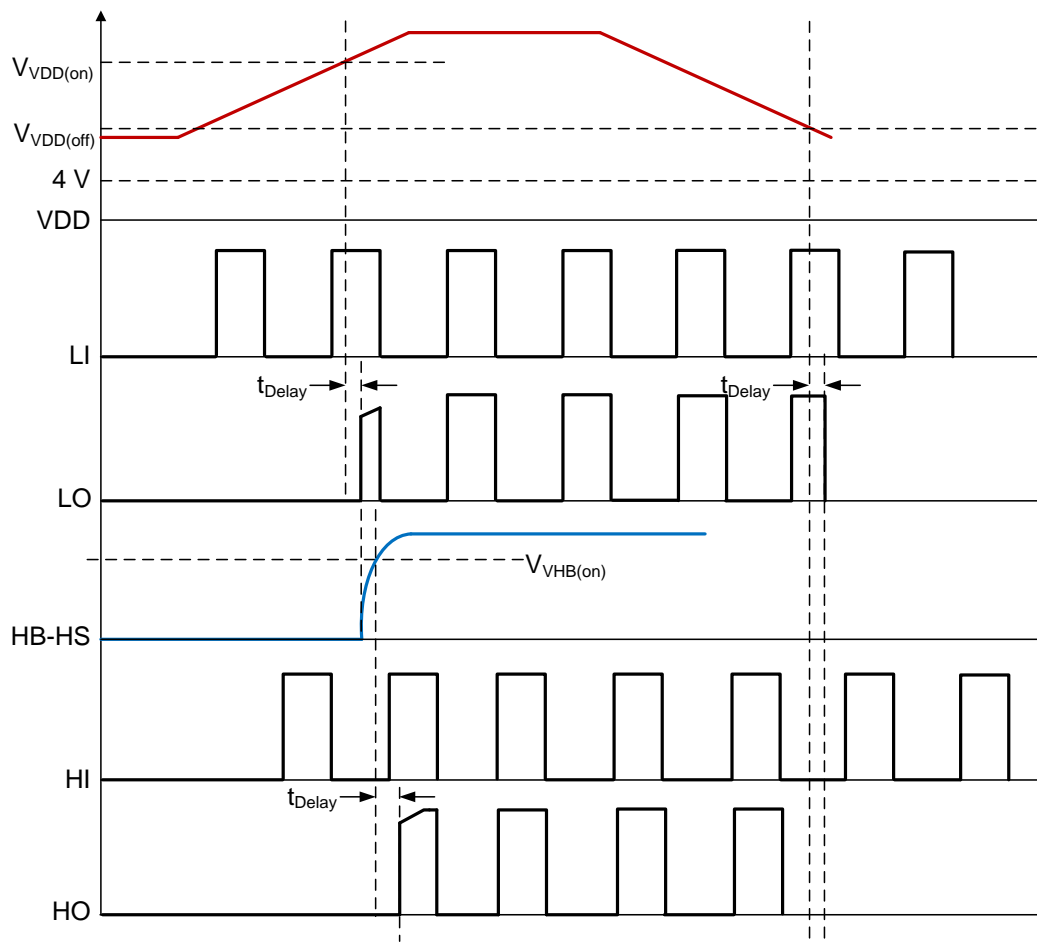 VVDD(on)
VVDD(off)
4 V
VDD
LI
tDelay
tDelay
LO
VVHB(on)
HB-HS
HI
tDelay
HO